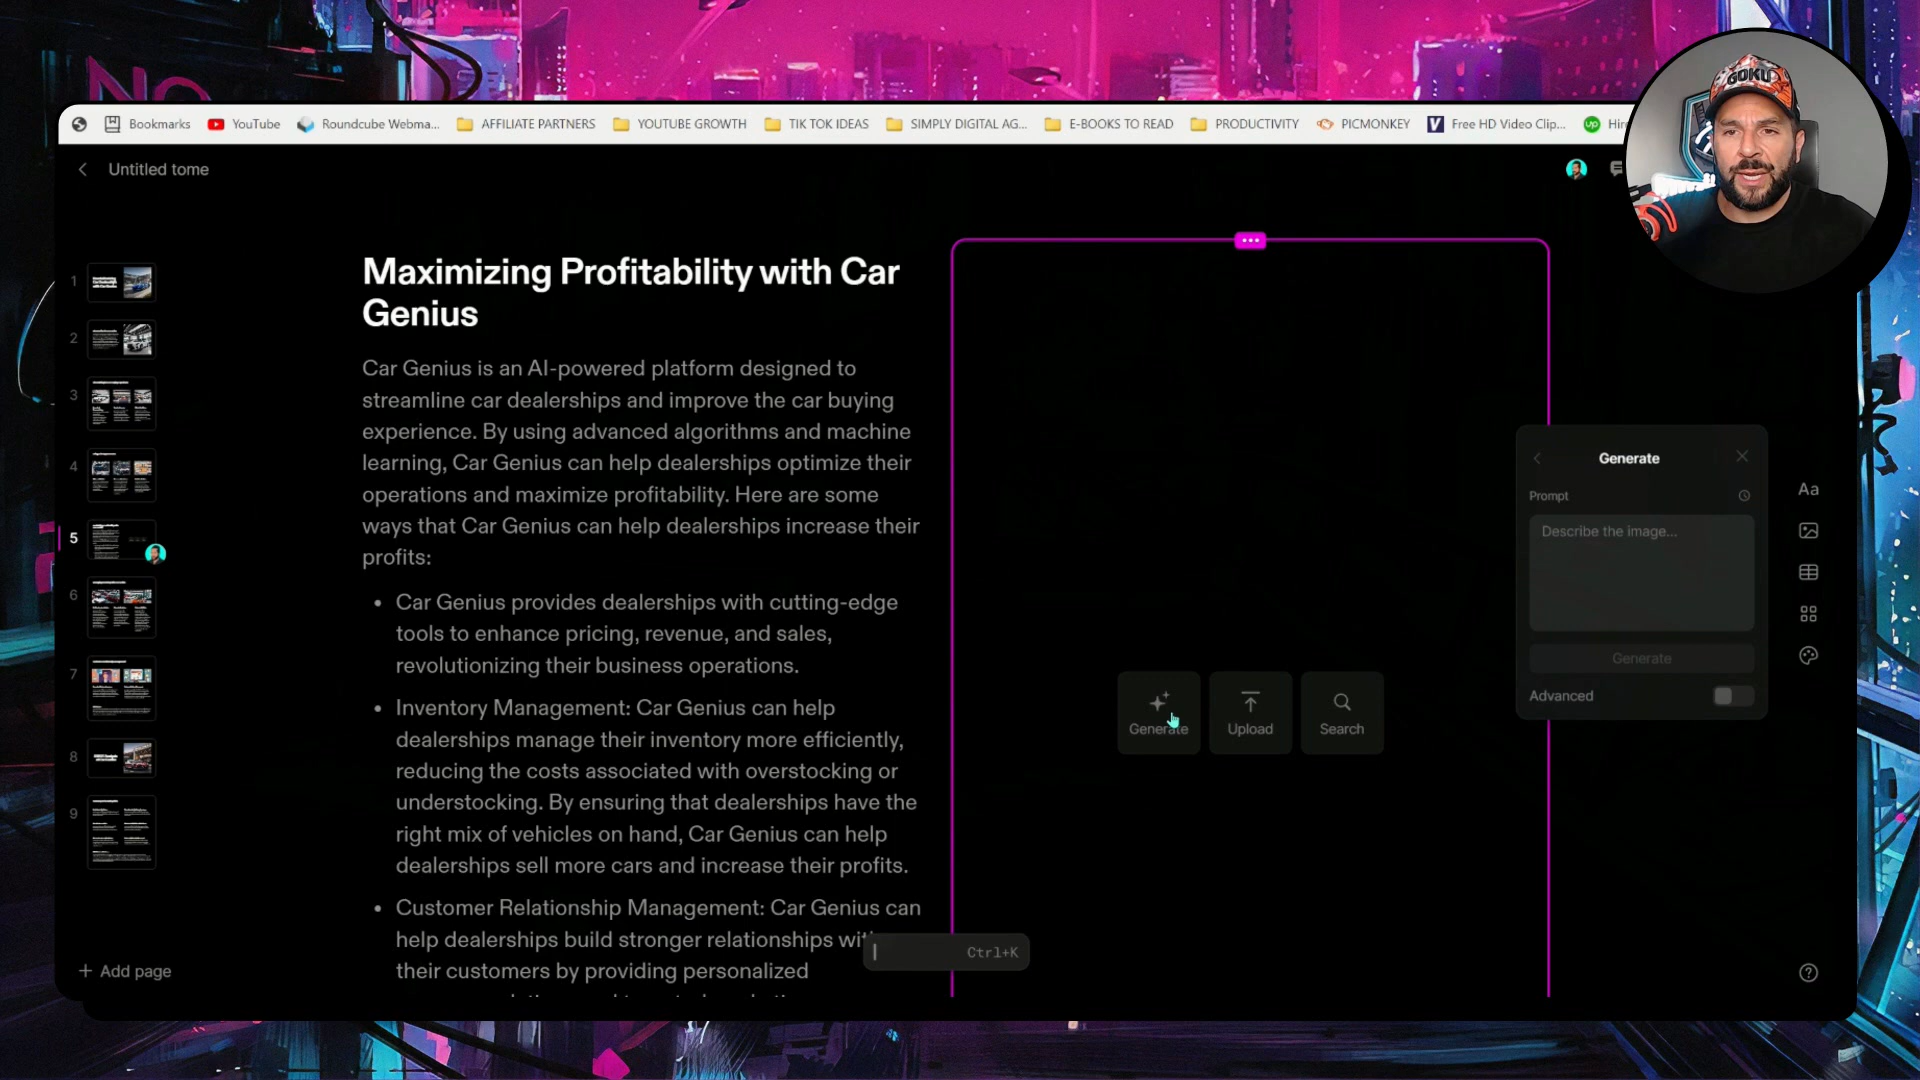 No
GOKU
Bookmarks
YouTube
Roundcube Webma...
AFFILIATE PARTNERS
YOUTUBE GROWTH
TIK TOK IDEAS
SIMPLY DIGITAL AG...
E-BOOKS TO READ
PRODUCTIVITY
PICMONKEY
Free HD Video Clip...
up
Untitled tome
1
2
3
4
5
6
7
8
9
Add page
Maximizing Profitability with Car
Genius
Car Genius is an AI-powered platform designed to
streamline car dealerships and improve the car buying
experience. By using advanced algorithms and machine
learning, Car Genius can help dealerships optimize their
operations and maximize profitability. Here are some
ways that Car Genius can help dealerships increase their
profits:
• Car Genius provides dealerships with cutting-edge
tools to enhance pricing, revenue, and sales,
revolutionizing their business operations.
• Inventory Management: Car Genius can help
dealerships manage their inventory more efficiently,
reducing the costs associated with overstocking or
understocking. By ensuring that dealerships have the
right mix of vehicles on hand, Car Genius can help
dealerships sell more cars and increase their profits.
• Customer Relationship Management: Car Genius can
help dealerships build stronger relationships
their customers by providing personalized
Ctrl+K
Generate
Upload
Search
Generate
Prompt
Describe the image...
Generate
Advanced
Aa